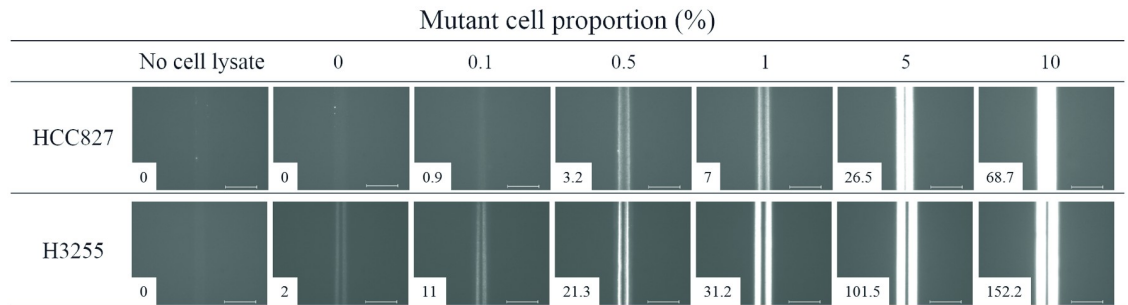 Mutant cell proportion (%)
No cell lysate 0 0.1 0.5 1 5 10
HCC827
0 0 0.9 3.2 7 26.5 68.7
H3255
0 2 11 21.3 31.2 101.5 152.2